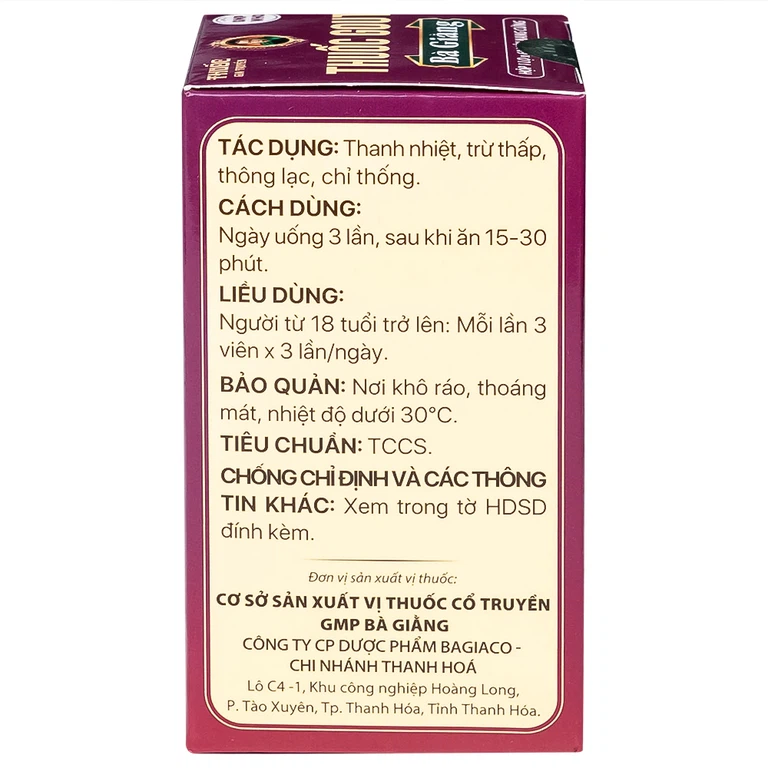 THUỐC GOUT
Bà Giằng
TÁC DỤNG: Thanh nhiệt, trừ thấp,
thông lạc, chỉ thống.
CÁCH DÙNG:
Ngày uống 3 lần, sau khi ăn 15-30
phút.
LIỀU DÙNG:
Người từ 18 tuổi trở lên: Mỗi lần 3
viên x 3 lần/ngày.
BẢO QUẢN: Nơi khô ráo, thoáng
mát, nhiệt độ dưới 30°C.
TIÊU CHUẨN: TCCS.
CHỐNG CHỈ ĐỊNH VÀ CÁC THÔNG
TIN KHÁC: Xem trong tờ HDSD
đính kèm.
Đơn vị sản xuất vị thuốc:
CƠ SỞ SẢN XUẤT VỊ THUỐC CỔ TRUYỀN
GMP BÀ GIẰNG
CÔNG TY CP DƯỢC PHẨM BAGIACO -
CHI NHÁNH THANH HOÁ
Lô C4 -1, Khu công nghiệp Hoàng Long,
P. Tào Xuyên, Tp. Thanh Hóa, Tỉnh Thanh Hóa.